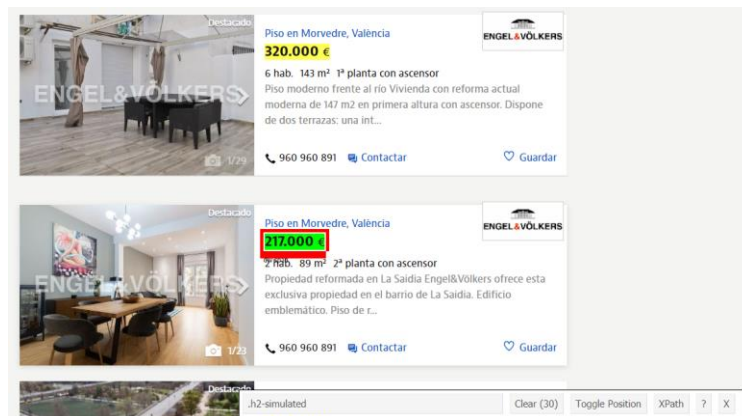 Destacado
ENGEL&VÖLKERS
1/29
Piso en Morvedre, València
ENGEL&VÖLKERS
320.000 €
6 hab. 143 m² 1ª planta con ascensor
Piso moderno frente al río Vivienda con reforma actual
moderna de 147 m2 en primera altura con ascensor. Dispone
de dos terrazas: una int...
960 960 891 Contactar Guardar
Destacado
ENGEL&VÖLKERS
1/23
Piso en Morvedre, València
ENGEL&VÖLKERS
217.000 €
2 hab. 89 m² 2ª planta con ascensor
Propiedad reformada en La Saidia Engel&Völkers ofrece esta
exclusiva propiedad en el barrio de La Saidia. Edificio
emblemático. Piso de r...
960 960 891 Contactar Guardar
Destacado
.h2-simulated Clear (30) Toggle Position XPath ? X